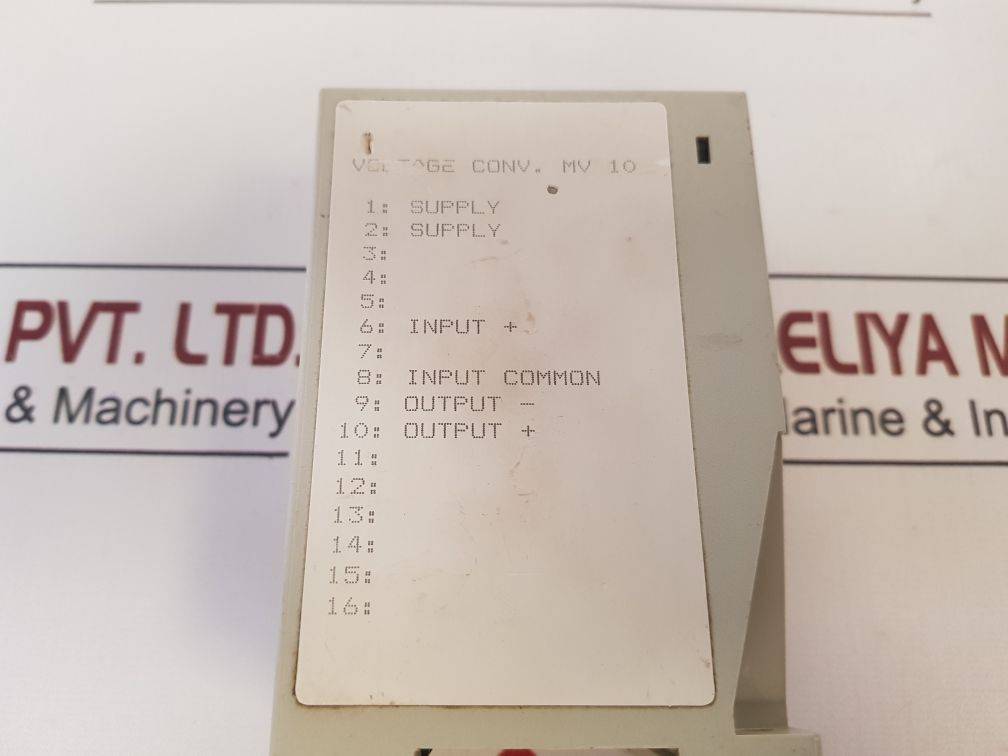 VOLTAGE CONV. MV 10
1: SUPPLY
2: SUPPLY
3:
4:
5:
6: INPUT +
7:
8: INPUT COMMON
9: OUTPUT -
10: OUTPUT +
11:
12:
13:
14:
15:
16:
PVT. LTD.
& Machinery
ELIYA M
arine & In